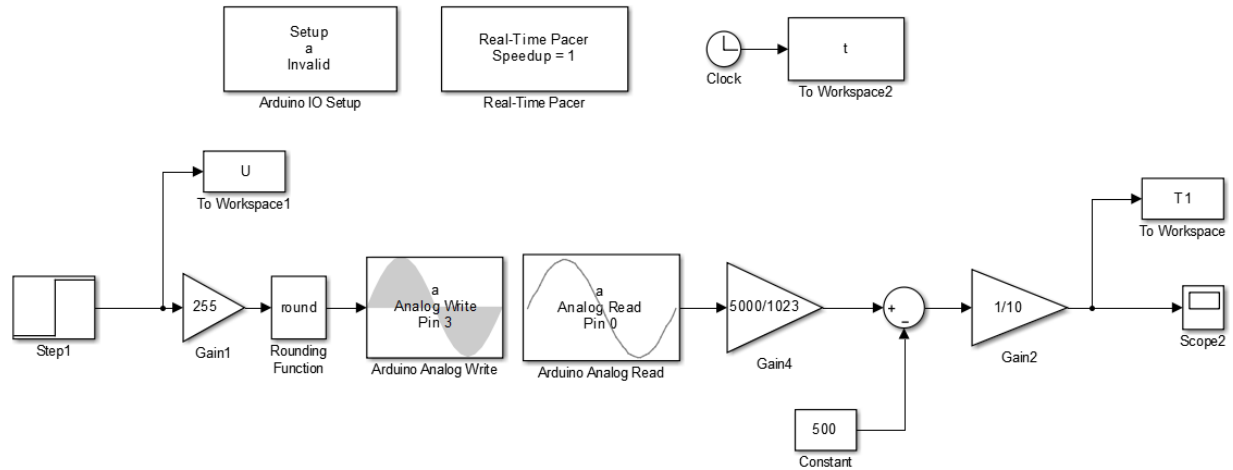 Setup
a
Invalid
Arduino IO Setup
Real-Time Pacer
Speedup = 1
Real-Time Pacer
Clock
t
To Workspace2
U
To Workspace1
T1
To Workspace
Step1
255
Gain1
round
Rounding
Function
a
Analog Write
Pin 3
Arduino Analog Write
a
Analog Read
Pin 0
Arduino Analog Read
5000/1023
Gain4
+
−
500
Constant
1/10
Gain2
Scope2